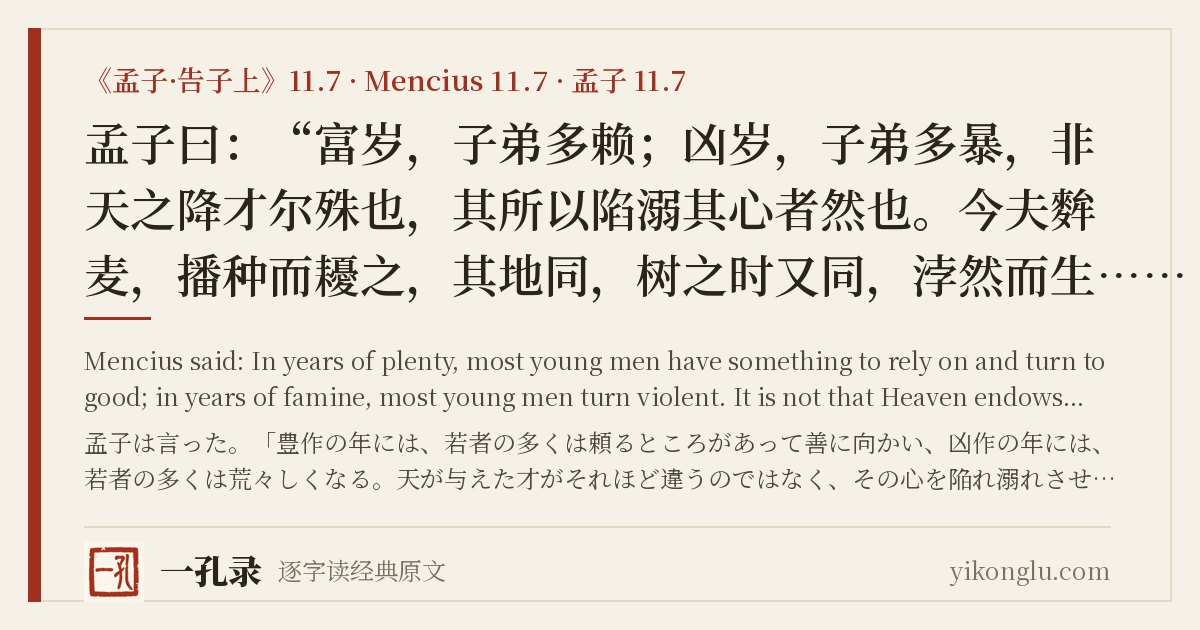 《孟子·告子上》11.7 · Mencius 11.7 · 孟子 11.7
孟子曰：“富岁，子弟多赖；凶岁，子弟多暴，非
天之降才尔殊也，其所以陷溺其心者然也。今夫麰
麦，播种而耰之，其地同，树之时又同，浡然而生……
Mencius said: In years of plenty, most young men have something to rely on and turn to
good; in years of famine, most young men turn violent. It is not that Heaven endows...
孟子は言った。「豊作の年には、若者の多くは頼るところがあって善に向かい、凶作の年には、
若者の多くは荒々しくなる。天が与えた才がそれほど違うのではなく、その心を陥れ溺れさせ…
一孔
一孔录 逐字读经典原文
yikonglu.com